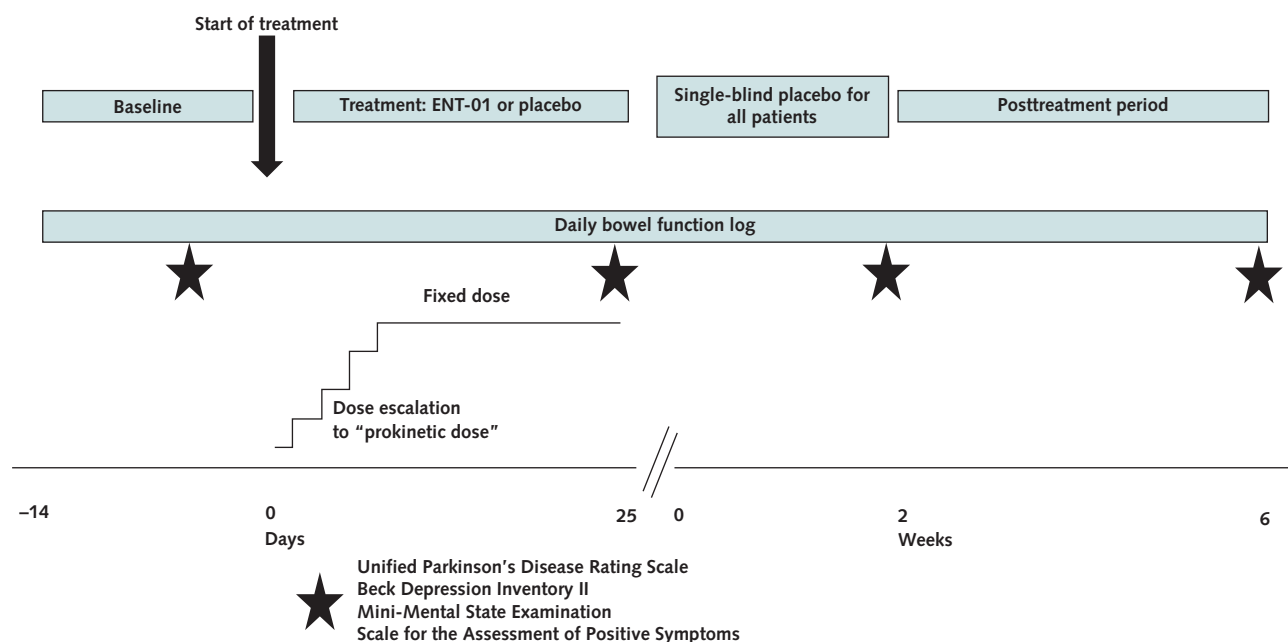 Start of treatment
Baseline
Treatment: ENT-01 or placebo
Single-blind placebo for
all patients
Posttreatment period
Daily bowel function log
Fixed dose
Dose escalation
to “prokinetic dose”
–14
0
25
0
2
6
Days
Weeks
Unified Parkinson’s Disease Rating Scale
Beck Depression Inventory II
Mini-Mental State Examination
Scale for the Assessment of Positive Symptoms